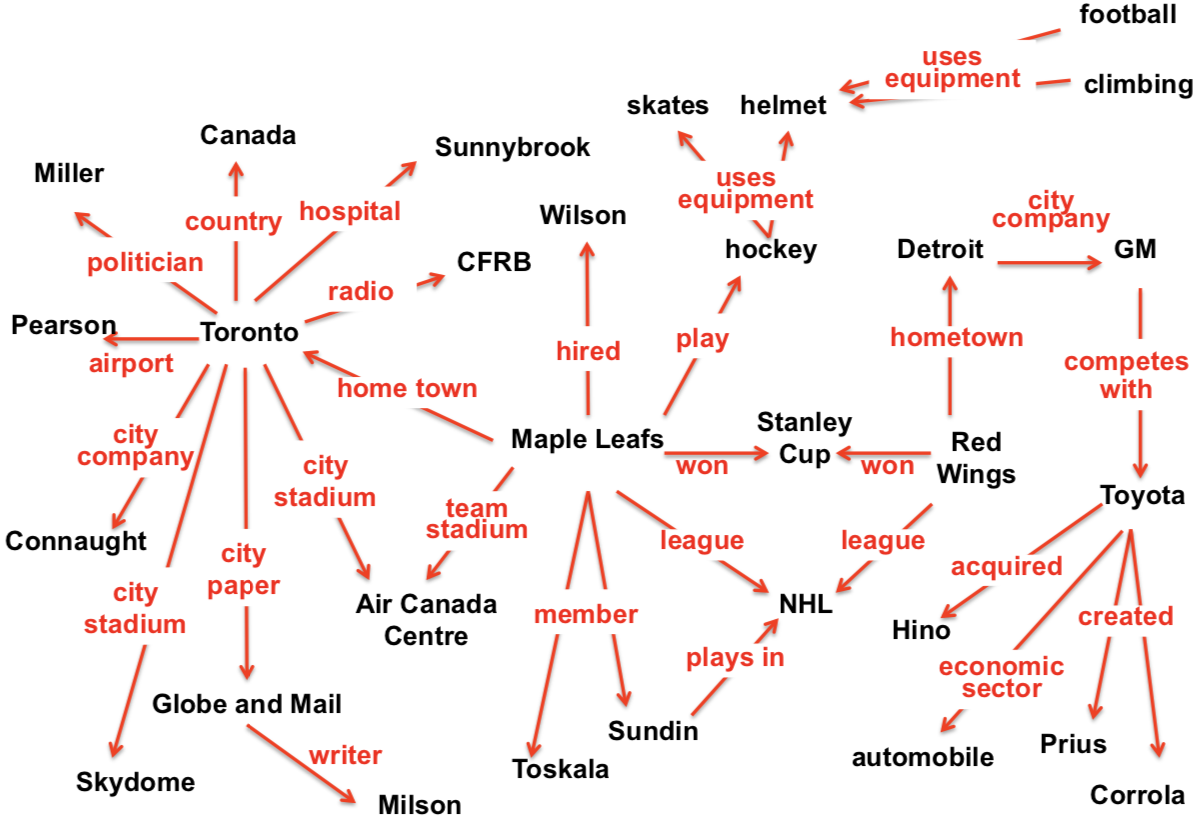 football
uses
equipment
climbing
skates
helmet
Canada
Sunnybrook
Miller
uses
equipment
country
hospital
Wilson
city
company
hockey
Detroit
GM
politician
CFRB
radio
Pearson
Toronto
airport
hired
play
hometown
competes
with
home town
city
company
city
stadium
Maple Leafs
Stanley
Cup
won
won
Red
Wings
Toyota
team
stadium
Connaught
league
league
city
paper
acquired
city
stadium
Air Canada
Centre
member
NHL
Hino
created
plays in
economic
sector
Globe and Mail
Sundin
writer
automobile
Prius
Skydome
Toskala
Milson
Corrola